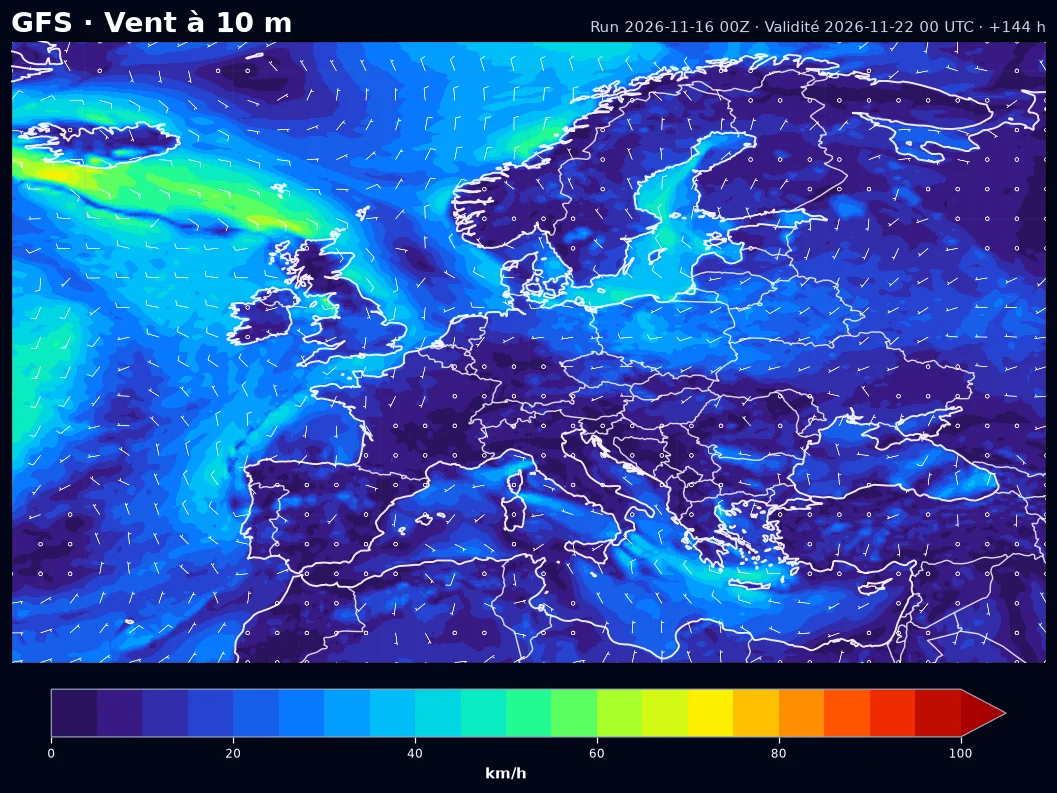 GFS · Vent à 10 m
Run 2026-11-16 00Z · Validité 2026-11-22 00 UTC · +144 h
0 20 40 60 80 100
km/h